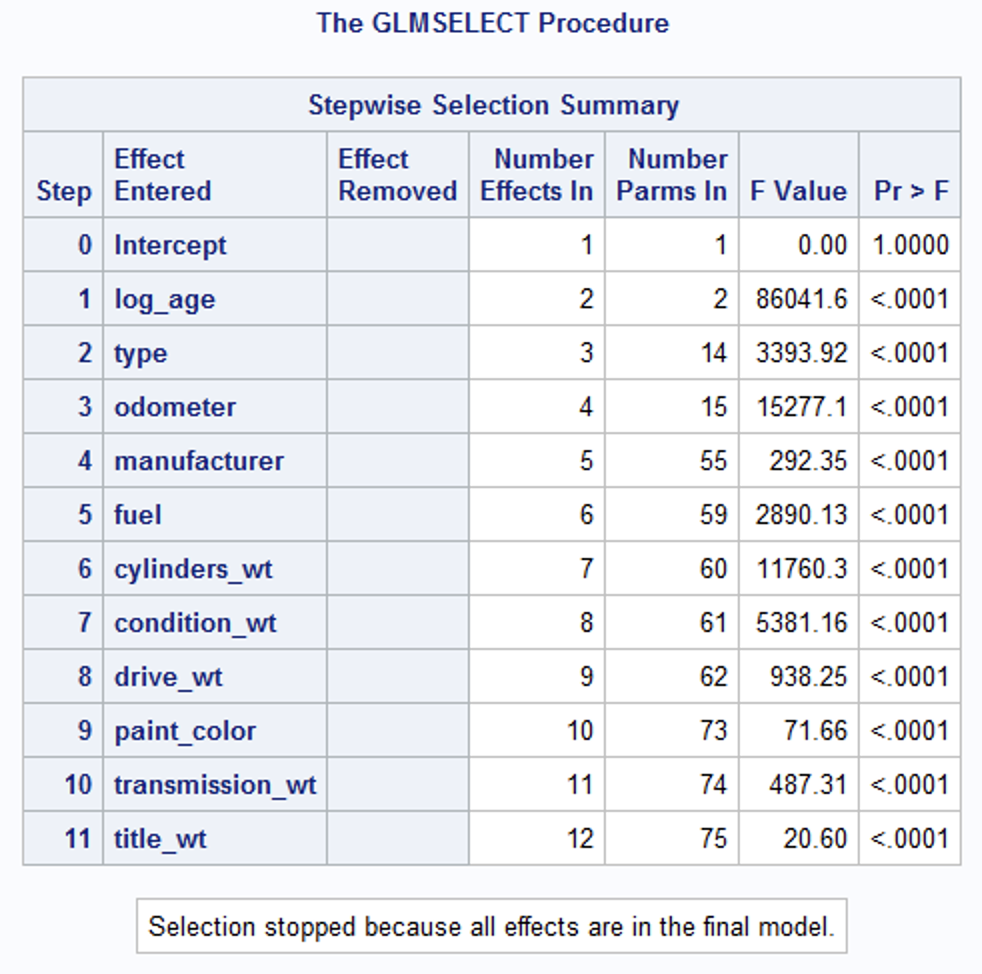 The GLMSELECT Procedure
Stepwise Selection Summary
Step Effect Entered Effect Removed Number Effects In Number Parms In F Value Pr > F
0 Intercept 1 1 0.00 1.0000
1 log_age 2 2 86041.6 <.0001
2 type 3 14 3393.92 <.0001
3 odometer 4 15 15277.1 <.0001
4 manufacturer 5 55 292.35 <.0001
5 fuel 6 59 2890.13 <.0001
6 cylinders_wt 7 60 11760.3 <.0001
7 condition_wt 8 61 5381.16 <.0001
8 drive_wt 9 62 938.25 <.0001
9 paint_color 10 73 71.66 <.0001
10 transmission_wt 11 74 487.31 <.0001
11 title_wt 12 75 20.60 <.0001
Selection stopped because all effects are in the final model.